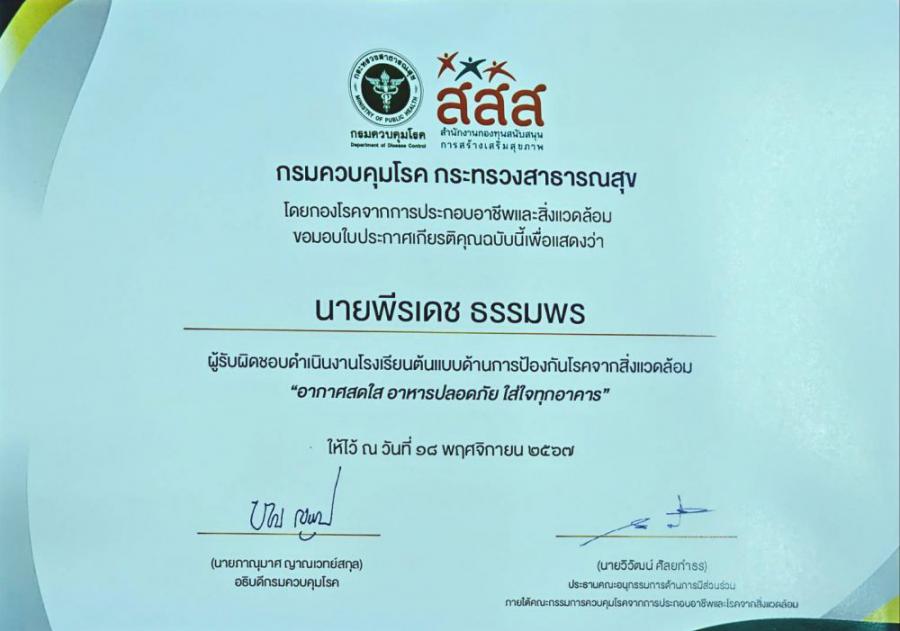 กระทรวงสาธารณสุข
MINISTRY OF PUBLIC HEALTH
กรมควบคุมโรค
Department of Disease Control
สสส
สำนักงานกองทุนสนับสนุน
การสร้างเสริมสุขภาพ
กรมควบคุมโรค กระทรวงสาธารณสุข
โดยกองโรคจากการประกอบอาชีพและสิ่งแวดล้อม
ขอมอบใบประกาศเกียรติคุณฉบับนี้เพื่อแสดงว่า
นายพีรเดช ธรรมพร
ผู้รับผิดชอบดำเนินงานโรงเรียนต้นแบบด้านการป้องกันโรคจากสิ่งแวดล้อม
“อากาศสดใส อาหารปลอดภัย ใส่ใจทุกอาคาร”
ให้ไว้ ณ วันที่ ๑๘ พฤศจิกายน ๒๕๖๗
(นายภาณุมาศ ญาณเวทย์สกุล)
อธิบดีกรมควบคุมโรค
(นายวิวัฒน์ ศัลยกำธร)
ประธานคณะอนุกรรมการด้านการมีส่วนร่วม
ภายใต้คณะกรรมการควบคุมโรคจากการประกอบอาชีพและโรคจากสิ่งแวดล้อม